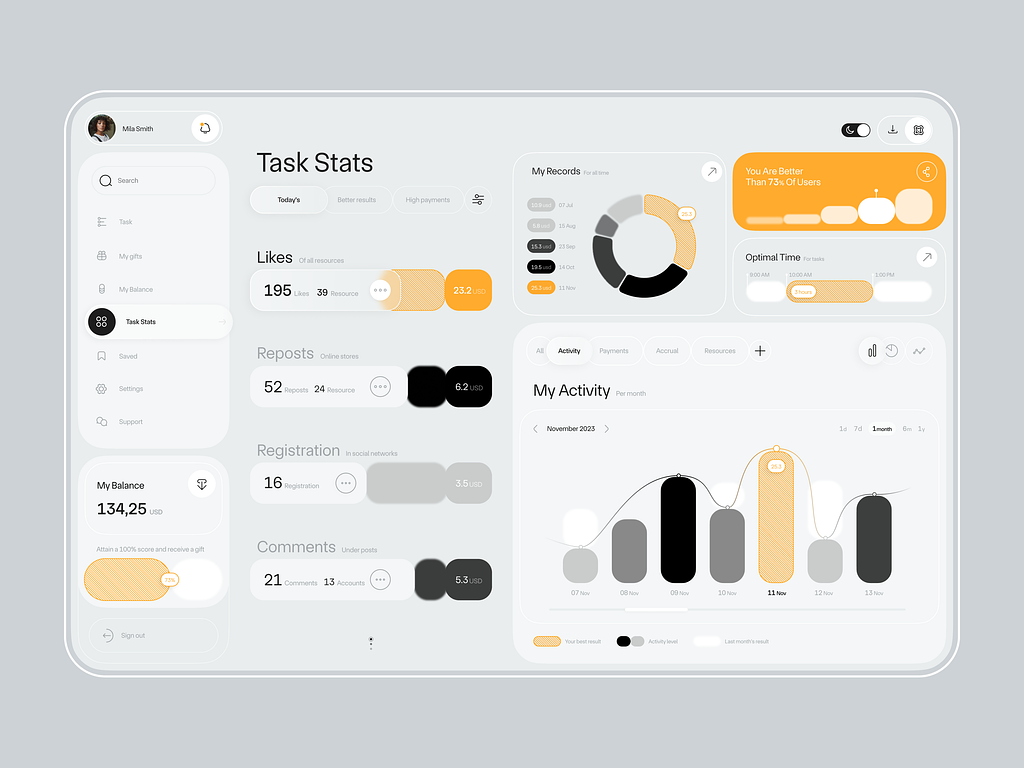 Mila Smith
Search
Task
My gifts
My Balance
Task Stats
Saved
Settings
Support
My Balance
134,25 USD
Attain a 100% score and receive a gift
73%
Sign out
Task Stats
Today's
Better results
High payments
Likes Of all resources
195 Likes 39 Resource
23.2 USD
Reposts Online stores
52 Reposts 24 Resource
6.2 USD
Registration In social networks
16 Registration
3.5 USD
Comments Under posts
21 Comments 13 Accounts
5.3 USD
My Records For all time
07 Jul
5.9 usd 15 Aug
15.3 usd 23 Sep
19.5 usd 14 Oct
25.3 usd 11 Nov
25.3
You Are Better
Than 73% Of Users
Optimal Time For tasks
9:00 AM 10:00 AM 1:00 PM
3 hours
All Activity Payments Accrual Resources
My Activity Per month
November 2023
1d 7d 1month 6m 1y
25.3
07 Nov 08 Nov 09 Nov 10 Nov 11 Nov 12 Nov 13 Nov
Your best result Activity level Last month's result